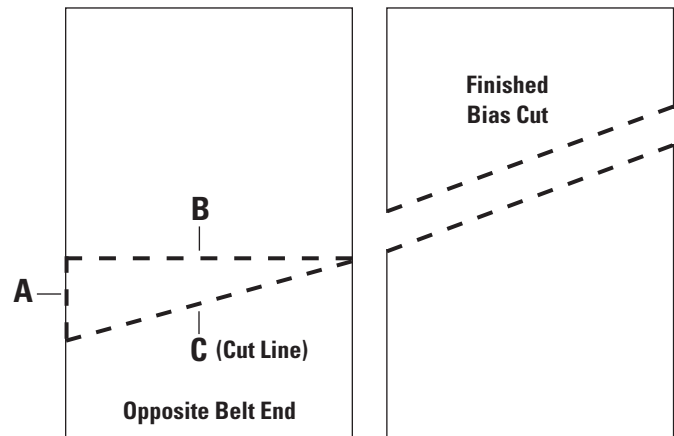 Finished
Bias Cut
B
A
C (Cut Line)
Opposite Belt End